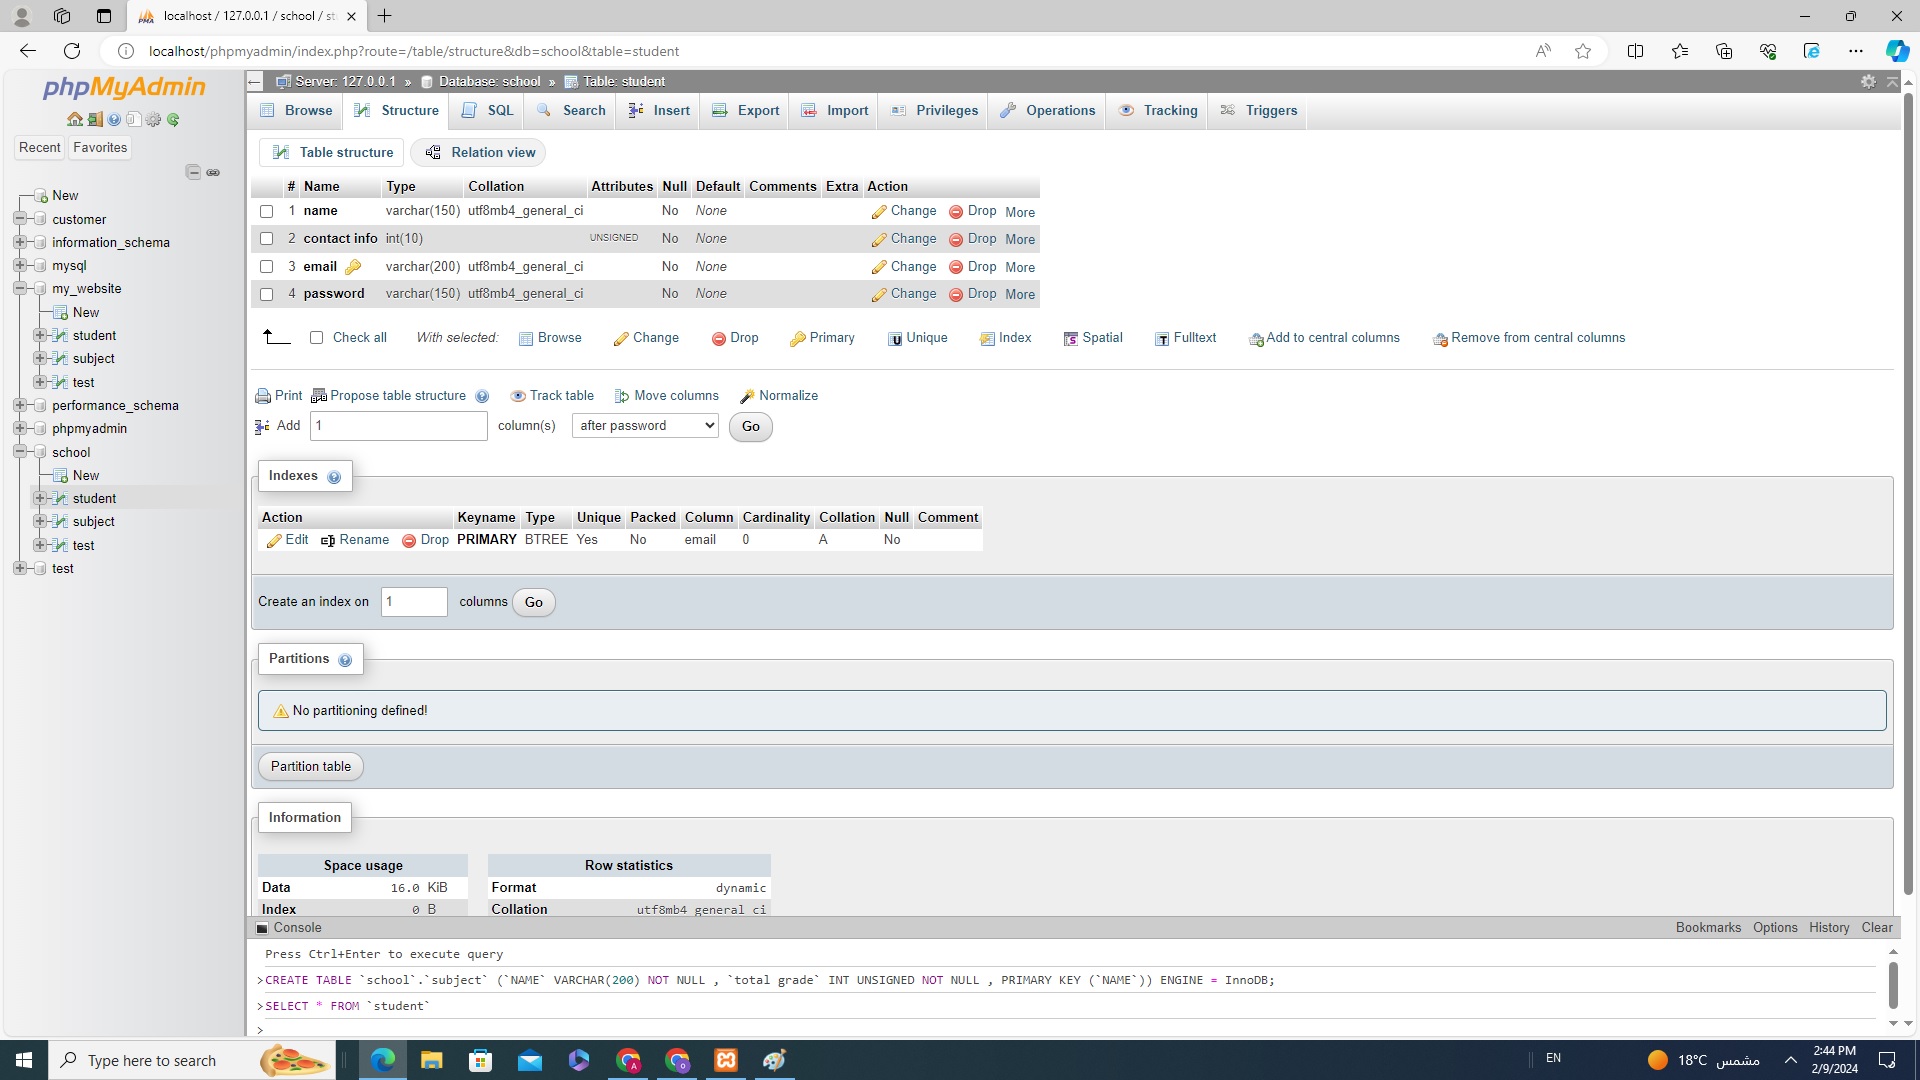 localhost / 127.0.0.1 / school / st
localhost/phpmyadmin/index.php?route=/table/structure&db=school&table=student
phpMyAdmin
Recent Favorites
New
customer
information_schema
mysql
my_website
New
student
subject
test
performance_schema
phpmyadmin
school
New
student
subject
test
test
Server: 127.0.0.1 » Database: school » Table: student
Browse Structure SQL Search Insert Export Import Privileges Operations Tracking Triggers
Table structure Relation view
# Name Type Collation Attributes Null Default Comments Extra Action
1 name varchar(150) utf8mb4_general_ci No None Change Drop More
2 contact info int(10) UNSIGNED No None Change Drop More
3 email varchar(200) utf8mb4_general_ci No None Change Drop More
4 password varchar(150) utf8mb4_general_ci No None Change Drop More
Check all With selected: Browse Change Drop Primary Unique Index Spatial Fulltext Add to central columns Remove from central columns
Print Propose table structure Track table Move columns Normalize
Add 1 column(s) after password Go
Indexes
Action Keyname Type Unique Packed Column Cardinality Collation Null Comment
Edit Rename Drop PRIMARY BTREE Yes No email 0 A No
Create an index on 1 columns Go
Partitions
No partitioning defined!
Partition table
Information
Space usage Row statistics
Data 16.0 KiB Format dynamic
Index 0 B Collation utf8mb4_general_ci
Console Bookmarks Options History Clear
Press Ctrl+Enter to execute query
>CREATE TABLE `school`.`subject` (`NAME` VARCHAR(200) NOT NULL , `total grade` INT UNSIGNED NOT NULL , PRIMARY KEY (`NAME`)) ENGINE = InnoDB;
>SELECT * FROM `student`
>
Type here to search EN 18°C مشمس 2:44 PM
2/9/2024